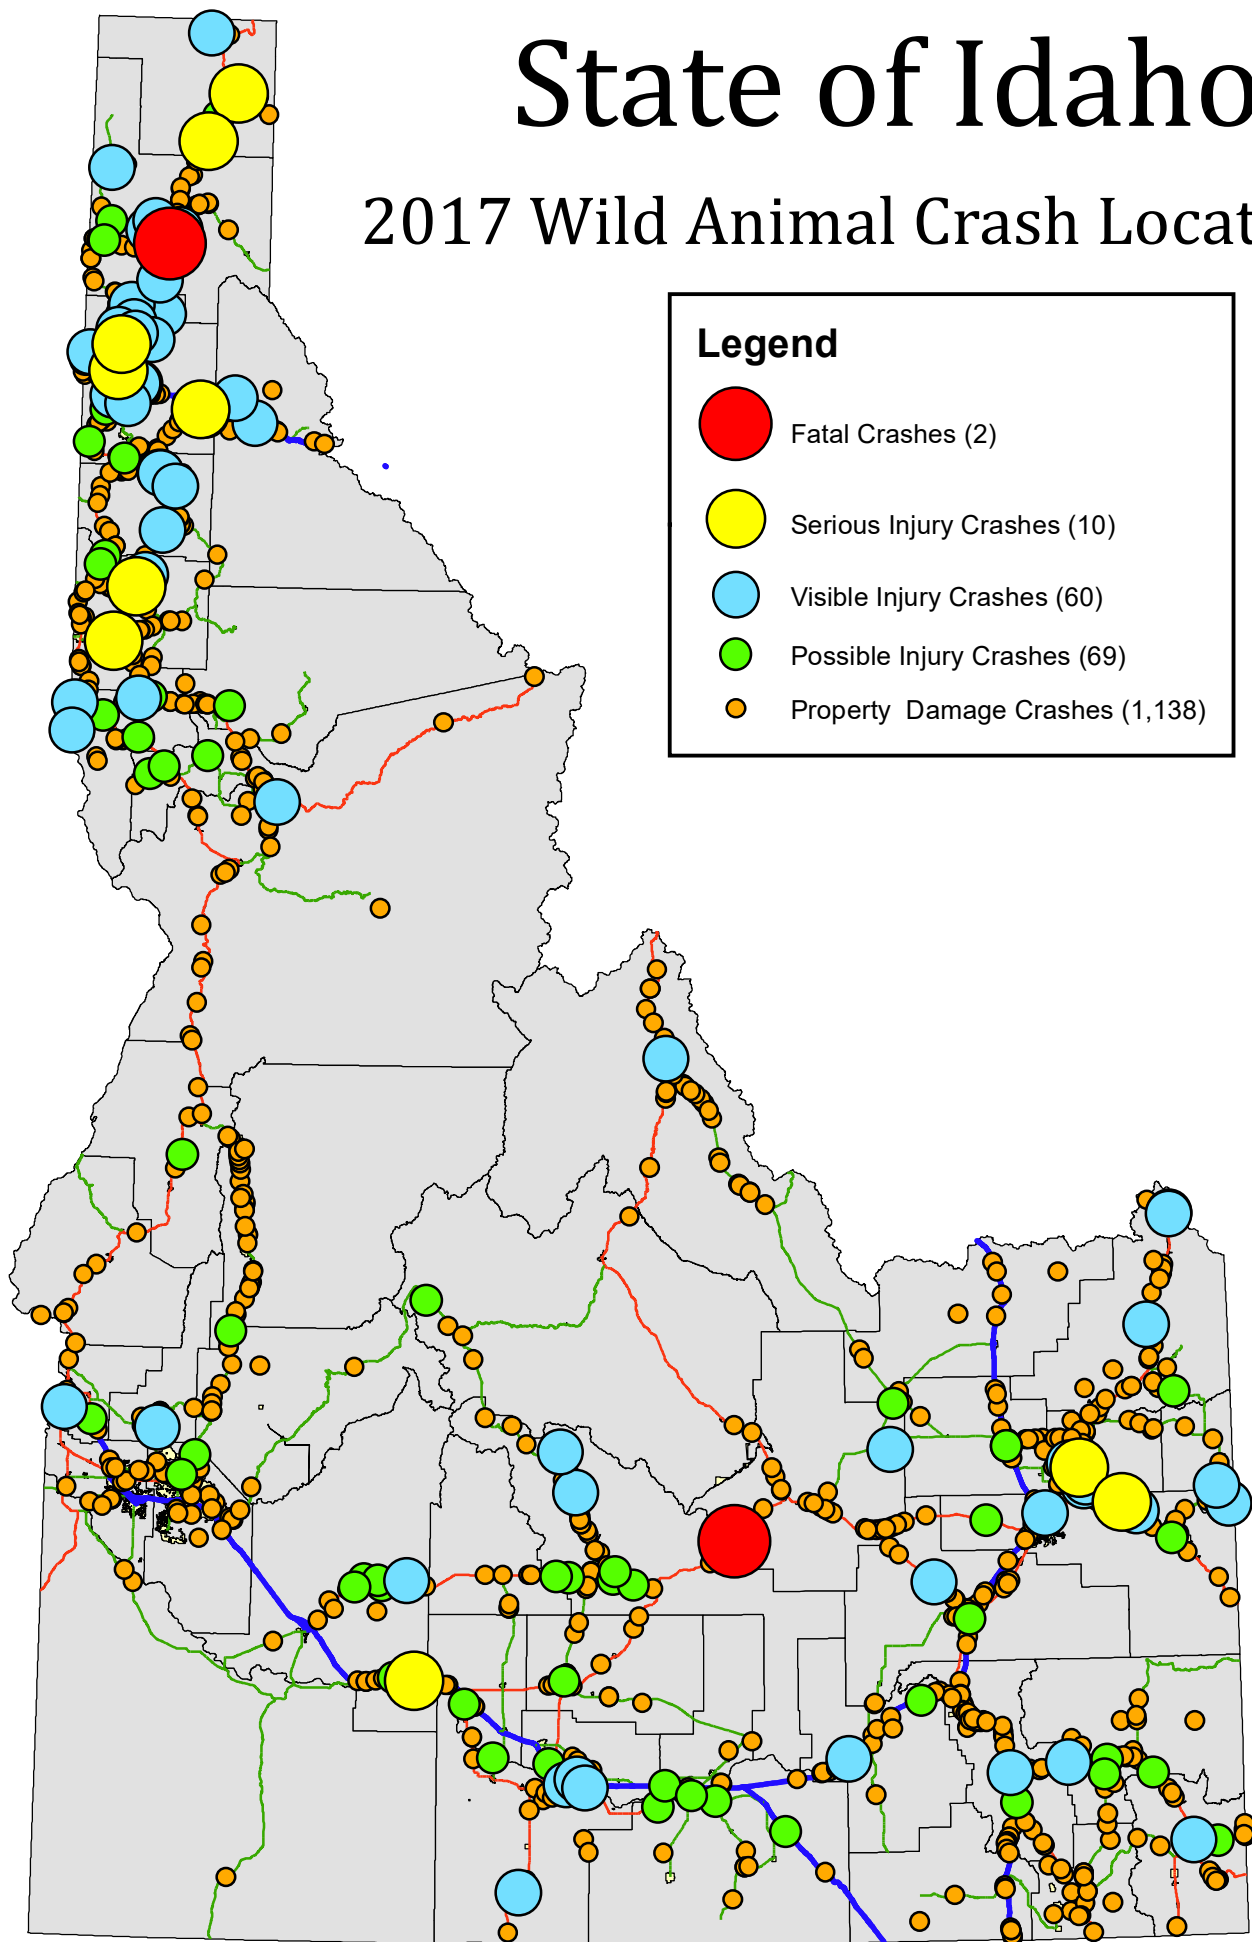 State of Idaho
2017 Wild Animal Crash Locat
Legend
Fatal Crashes (2)
Serious Injury Crashes (10)
Visible Injury Crashes (60)
Possible Injury Crashes (69)
Property  Damage Crashes (1,138)